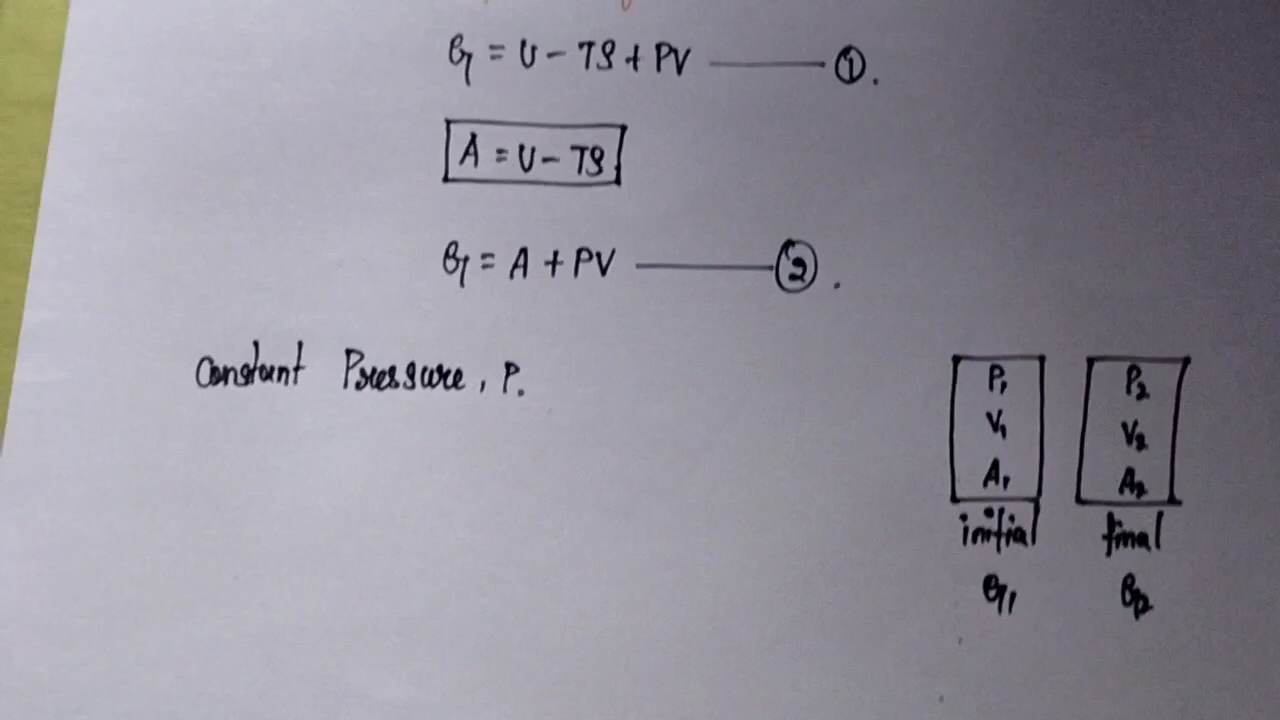 G = U - TS + PV ——— ①.
A = U - TS
G = A + PV ——— ②.
Constant Pressure, P.
P₁
V₁
A₁
initial
G₁
P₂
V₂
A₂
final
G₂